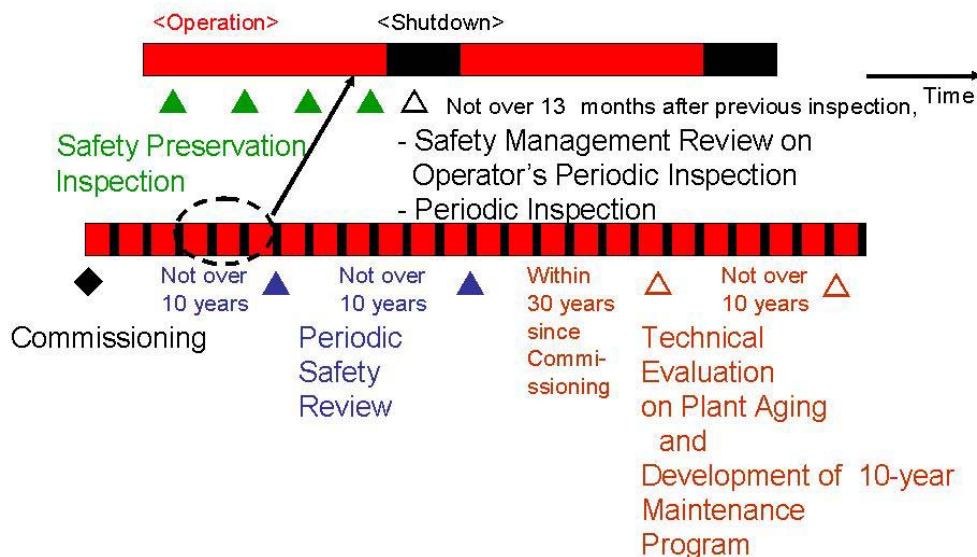 <Operation>
<Shutdown>
Time
Not over 13 months after previous inspection,
Safety Preservation
Inspection
- Safety Management Review on
Operator's Periodic Inspection
- Periodic Inspection
Commissioning
Not over
10 years
Periodic
Safety
Review
Not over
10 years
Within
30 years
since
Commi-
ssioning
Not over
10 years
Technical
Evaluation
on Plant Aging
and
Development of 10-year
Maintenance
Program